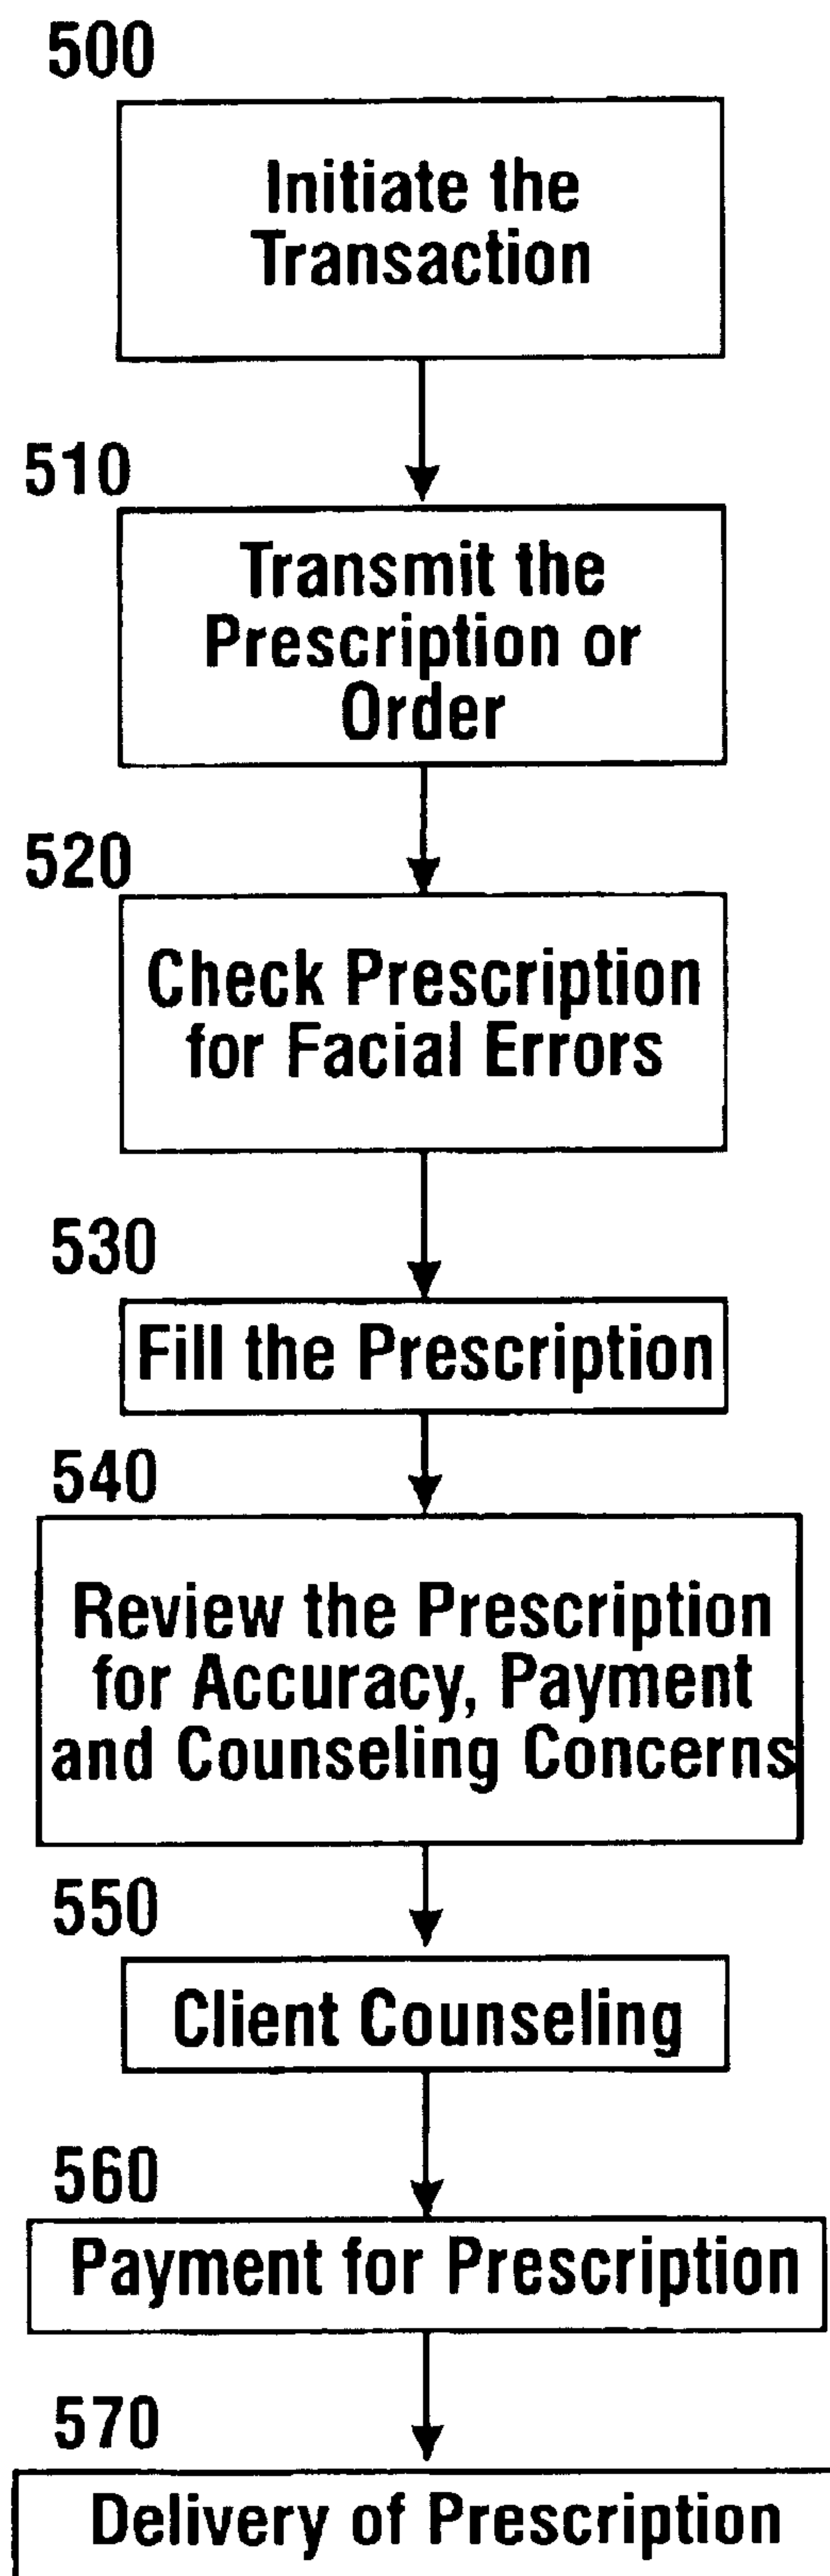 500
Initiate the
Transaction
510
Transmit the
Prescription or
Order
520
Check Prescription
for Facial Errors
530
Fill the Prescription
540
Review the Prescription
for Accuracy, Payment
and Counseling Concerns
550
Client Counseling
560
Payment for Prescription
570
Delivery of Prescription